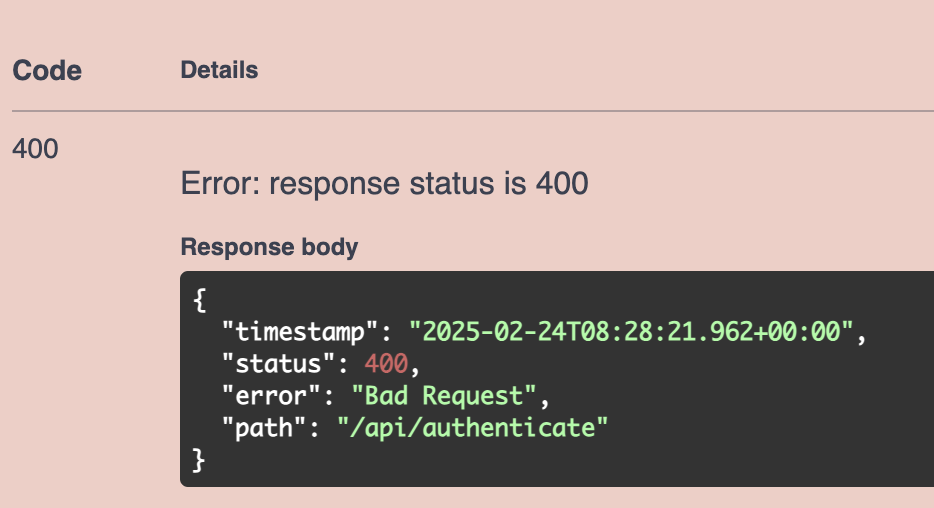 Code Details
400
Error: response status is 400
Response body
{
  "timestamp": "2025-02-24T08:28:21.962+00:00",
  "status": 400,
  "error": "Bad Request",
  "path": "/api/authenticate"
}